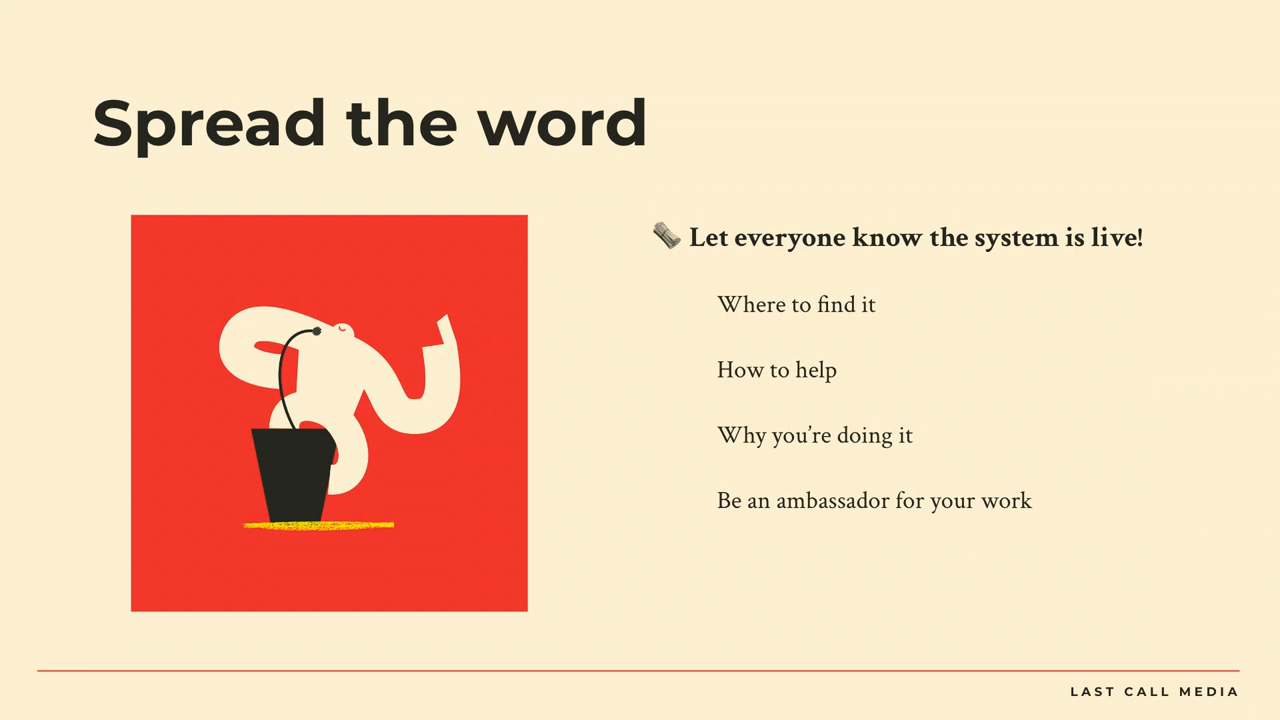 Spread the word
🗞 Let everyone know the system is live!
Where to find it
How to help
Why you’re doing it
Be an ambassador for your work
LAST CALL MEDIA